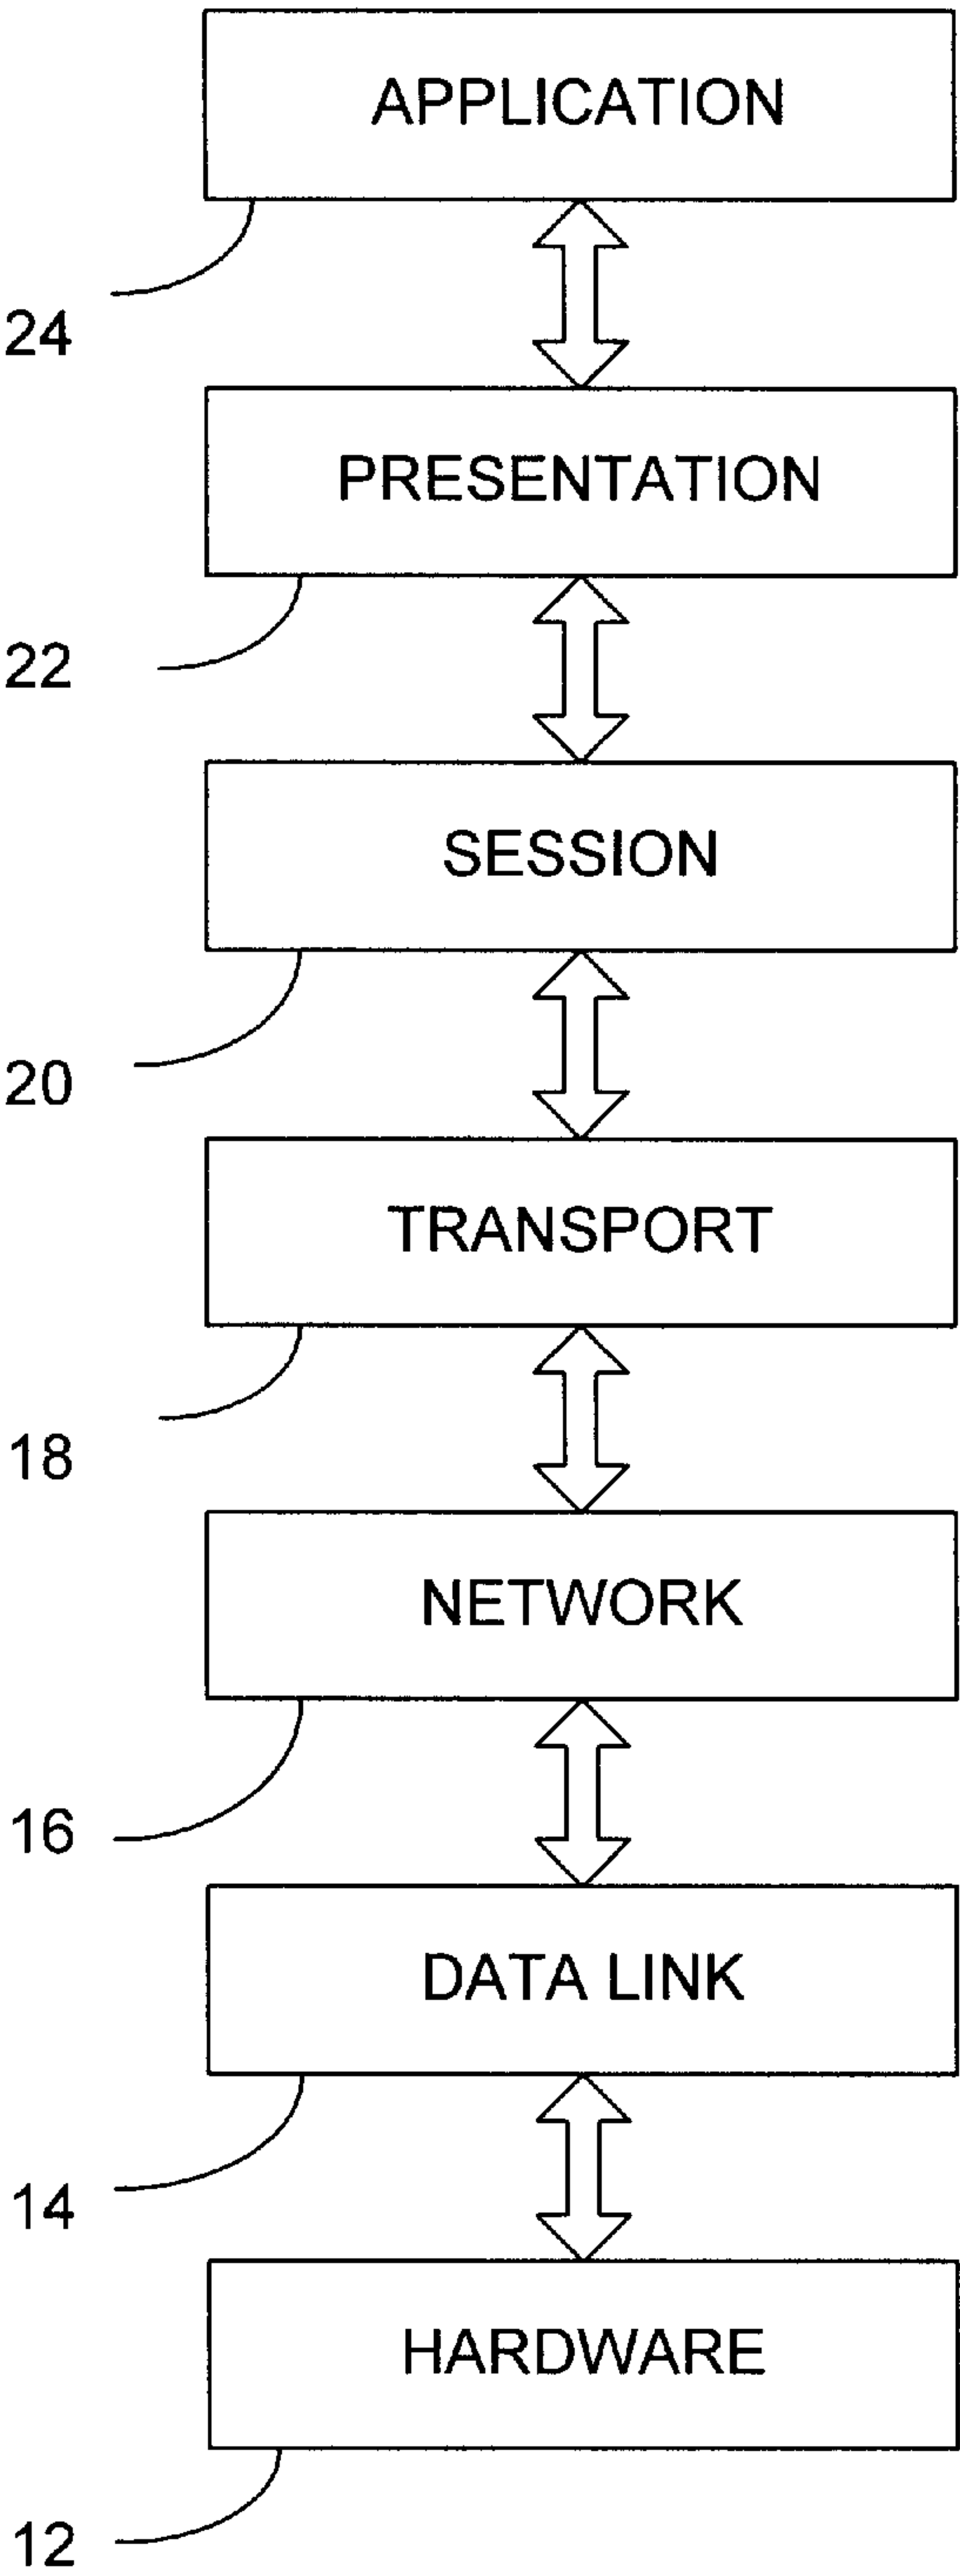 APPLICATION
24
PRESENTATION
22
SESSION
20
TRANSPORT
18
NETWORK
16
DATA LINK
14
HARDWARE
12